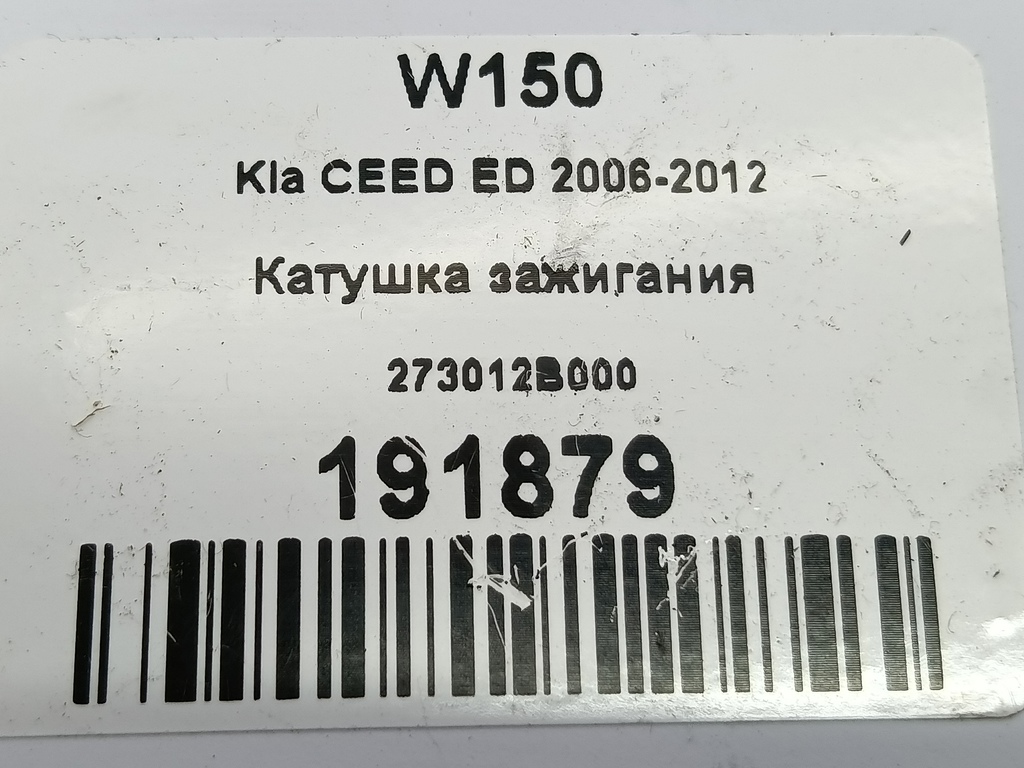 W150
Kia CEED ED 2006-2012
Катушка зажигания
273012B000
191879